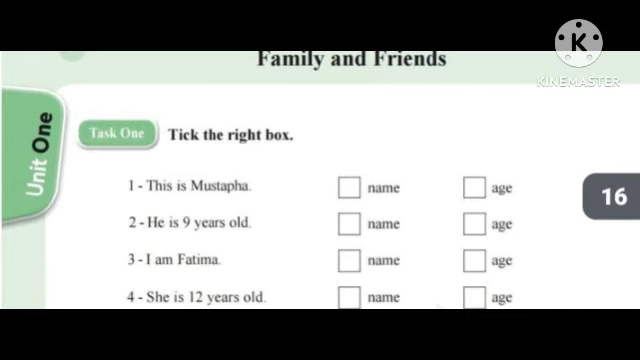 Family and Friends
K
KINEMASTER
Unit One
Task One Tick the right box.
1 - This is Mustapha. name age
16
2 - He is 9 years old. name age
3 - I am Fatima. name age
4 - She is 12 years old. name age